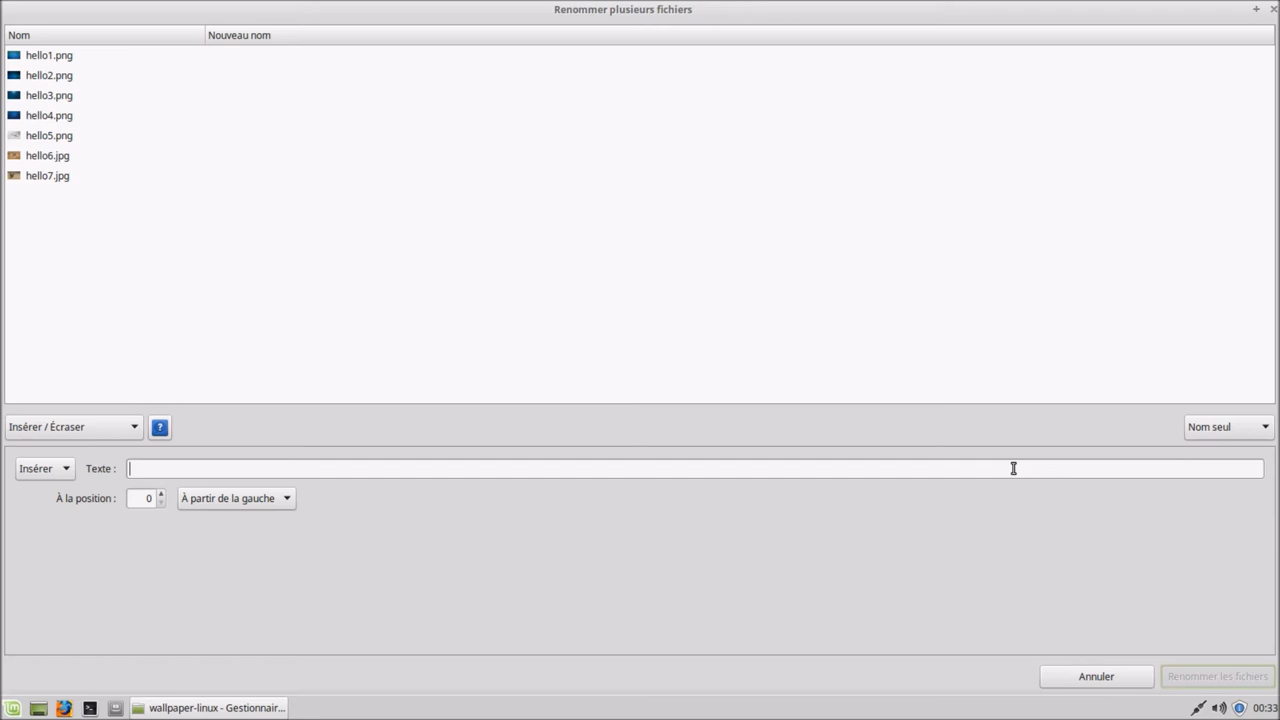 Renommer plusieurs fichiers
Nom Nouveau nom
hello1.png
hello2.png
hello3.png
hello4.png
hello5.png
hello6.jpg
hello7.jpg
Insérer / Écraser ? Nom seul
Insérer Texte :
À la position : 0 À partir de la gauche
Annuler Renommer les fichiers
wallpaper-linux - Gestionnair... 00:33